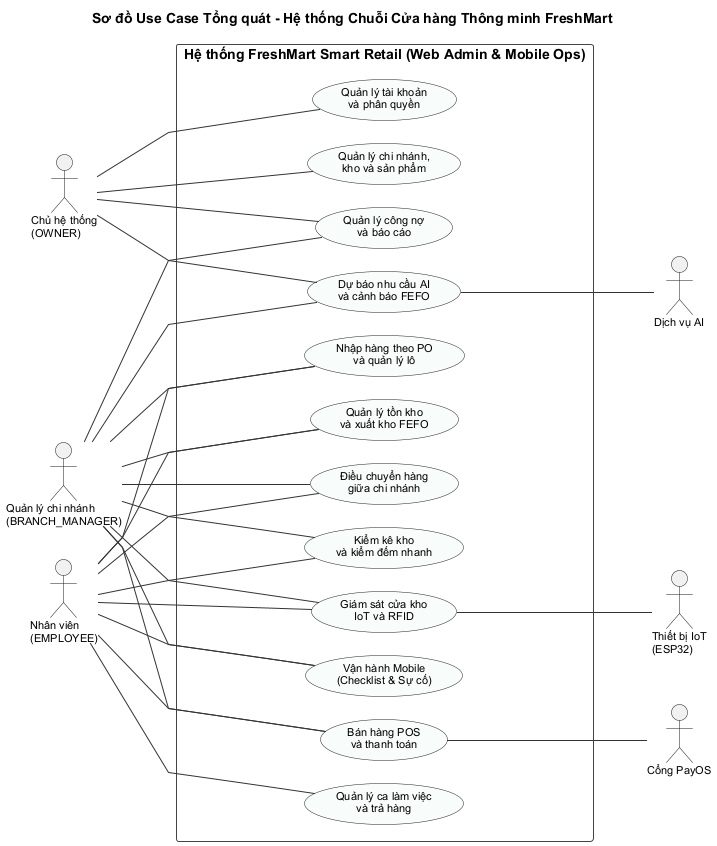 Sơ đồ Use Case Tổng quát - Hệ thống Chuỗi Cửa hàng Thông minh FreshMart
Hệ thống FreshMart Smart Retail (Web Admin & Mobile Ops)
Quản lý tài khoản
và phân quyền
Quản lý chi nhánh,
kho và sản phẩm
Chủ hệ thống
(OWNER)
Quản lý công nợ
và báo cáo
Dự báo nhu cầu AI
và cảnh báo FEFO
Dịch vụ AI
Nhập hàng theo PO
và quản lý lô
Quản lý tồn kho
và xuất kho FEFO
Điều chuyển hàng
giữa chi nhánh
Quản lý chi nhánh
(BRANCH_MANAGER)
Kiểm kê kho
và kiểm đếm nhanh
Giám sát cửa kho
IoT và RFID
Nhân viên
(EMPLOYEE)
Thiết bị IoT
(ESP32)
Vận hành Mobile
(Checklist & Sự cố)
Bán hàng POS
và thanh toán
Cổng PayOS
Quản lý ca làm việc
và trả hàng